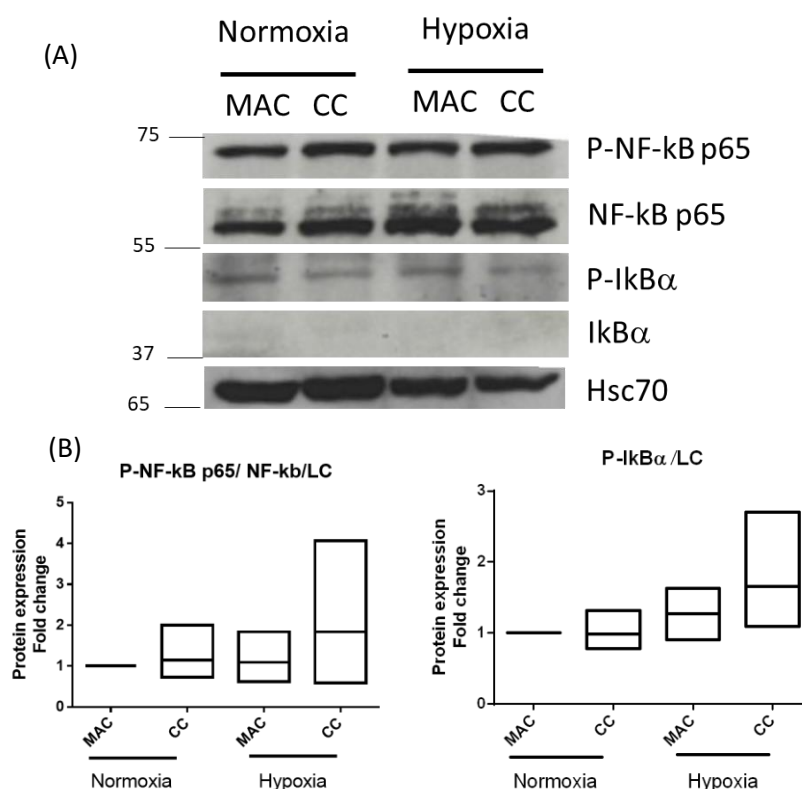 (A)
Normoxia Hypoxia
MAC CC MAC CC
75
P-NF-kB p65
NF-kB p65
55
P-IkBα
IkBα
37
Hsc70
65
(B)
P-NF-kB p65/ NF-kb/LC
Protein expression
Fold change
5
4
3
2
1
0
MAC CC MAC CC
Normoxia Hypoxia
P-IkBα /LC
Protein expression
Fold change
3
2
1
0
MAC CC MAC CC
Normoxia Hypoxia